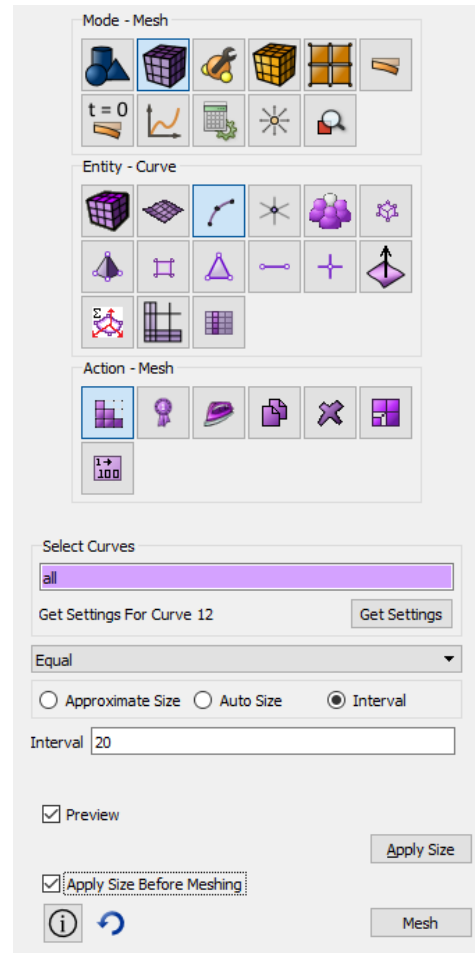 Mode - Mesh
t = 0
Entity - Curve
Σ
Action - Mesh
1
1→
100
Select Curves
all
Get Settings For Curve 12 Get Settings
Equal
Approximate Size Auto Size Interval
Interval 20
Preview
Apply Size
Apply Size Before Meshing
i Mesh